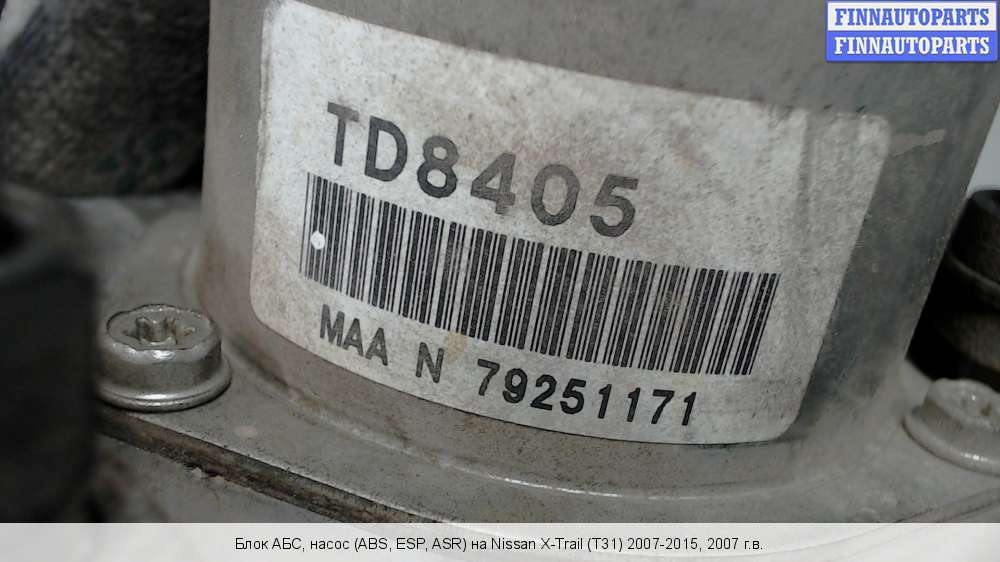 FINNAUTOPARTS
FINNAUTOPARTS
TD8405
MAA N 79251171
Блок АБС, насос (ABS, ESP, ASR) на Nissan X-Trail (T31) 2007-2015, 2007 г.в.